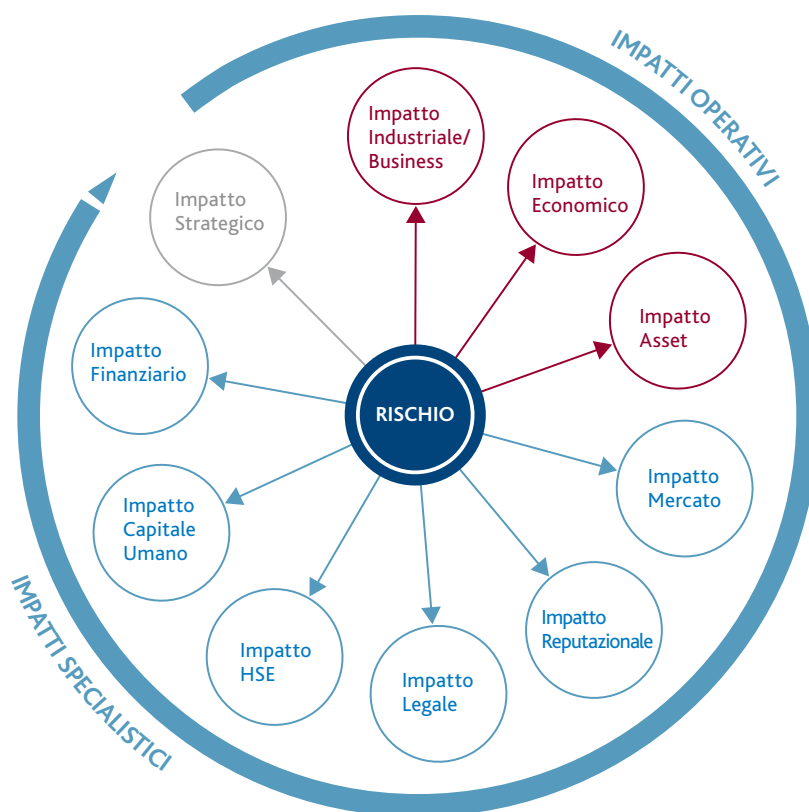 IMPATTI OPERATIVI
Impatto
Industriale/
Business
Impatto
Economico
Impatto
Asset
Impatto
Mercato
Impatto
Reputazionale
Impatto
Legale
Impatto
HSE
Impatto
Capitale
Umano
Impatto
Finanziario
Impatto
Strategico
RISCHIO
IMPATTI SPECIALISTICI